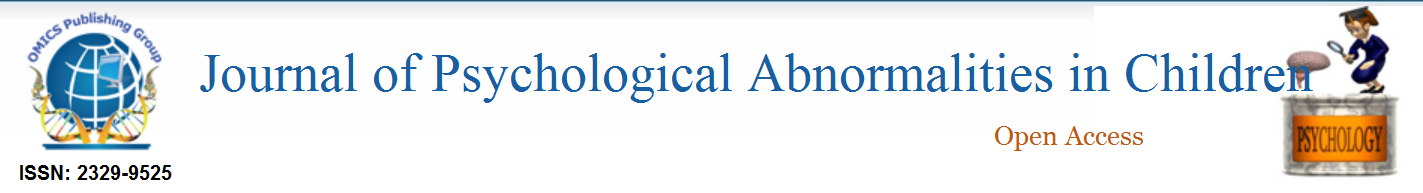 OMICS Publishing Group
Journal of Psychological Abnormalities in Children
Open Access
PSYCHOLOGY
ISSN: 2329-9525